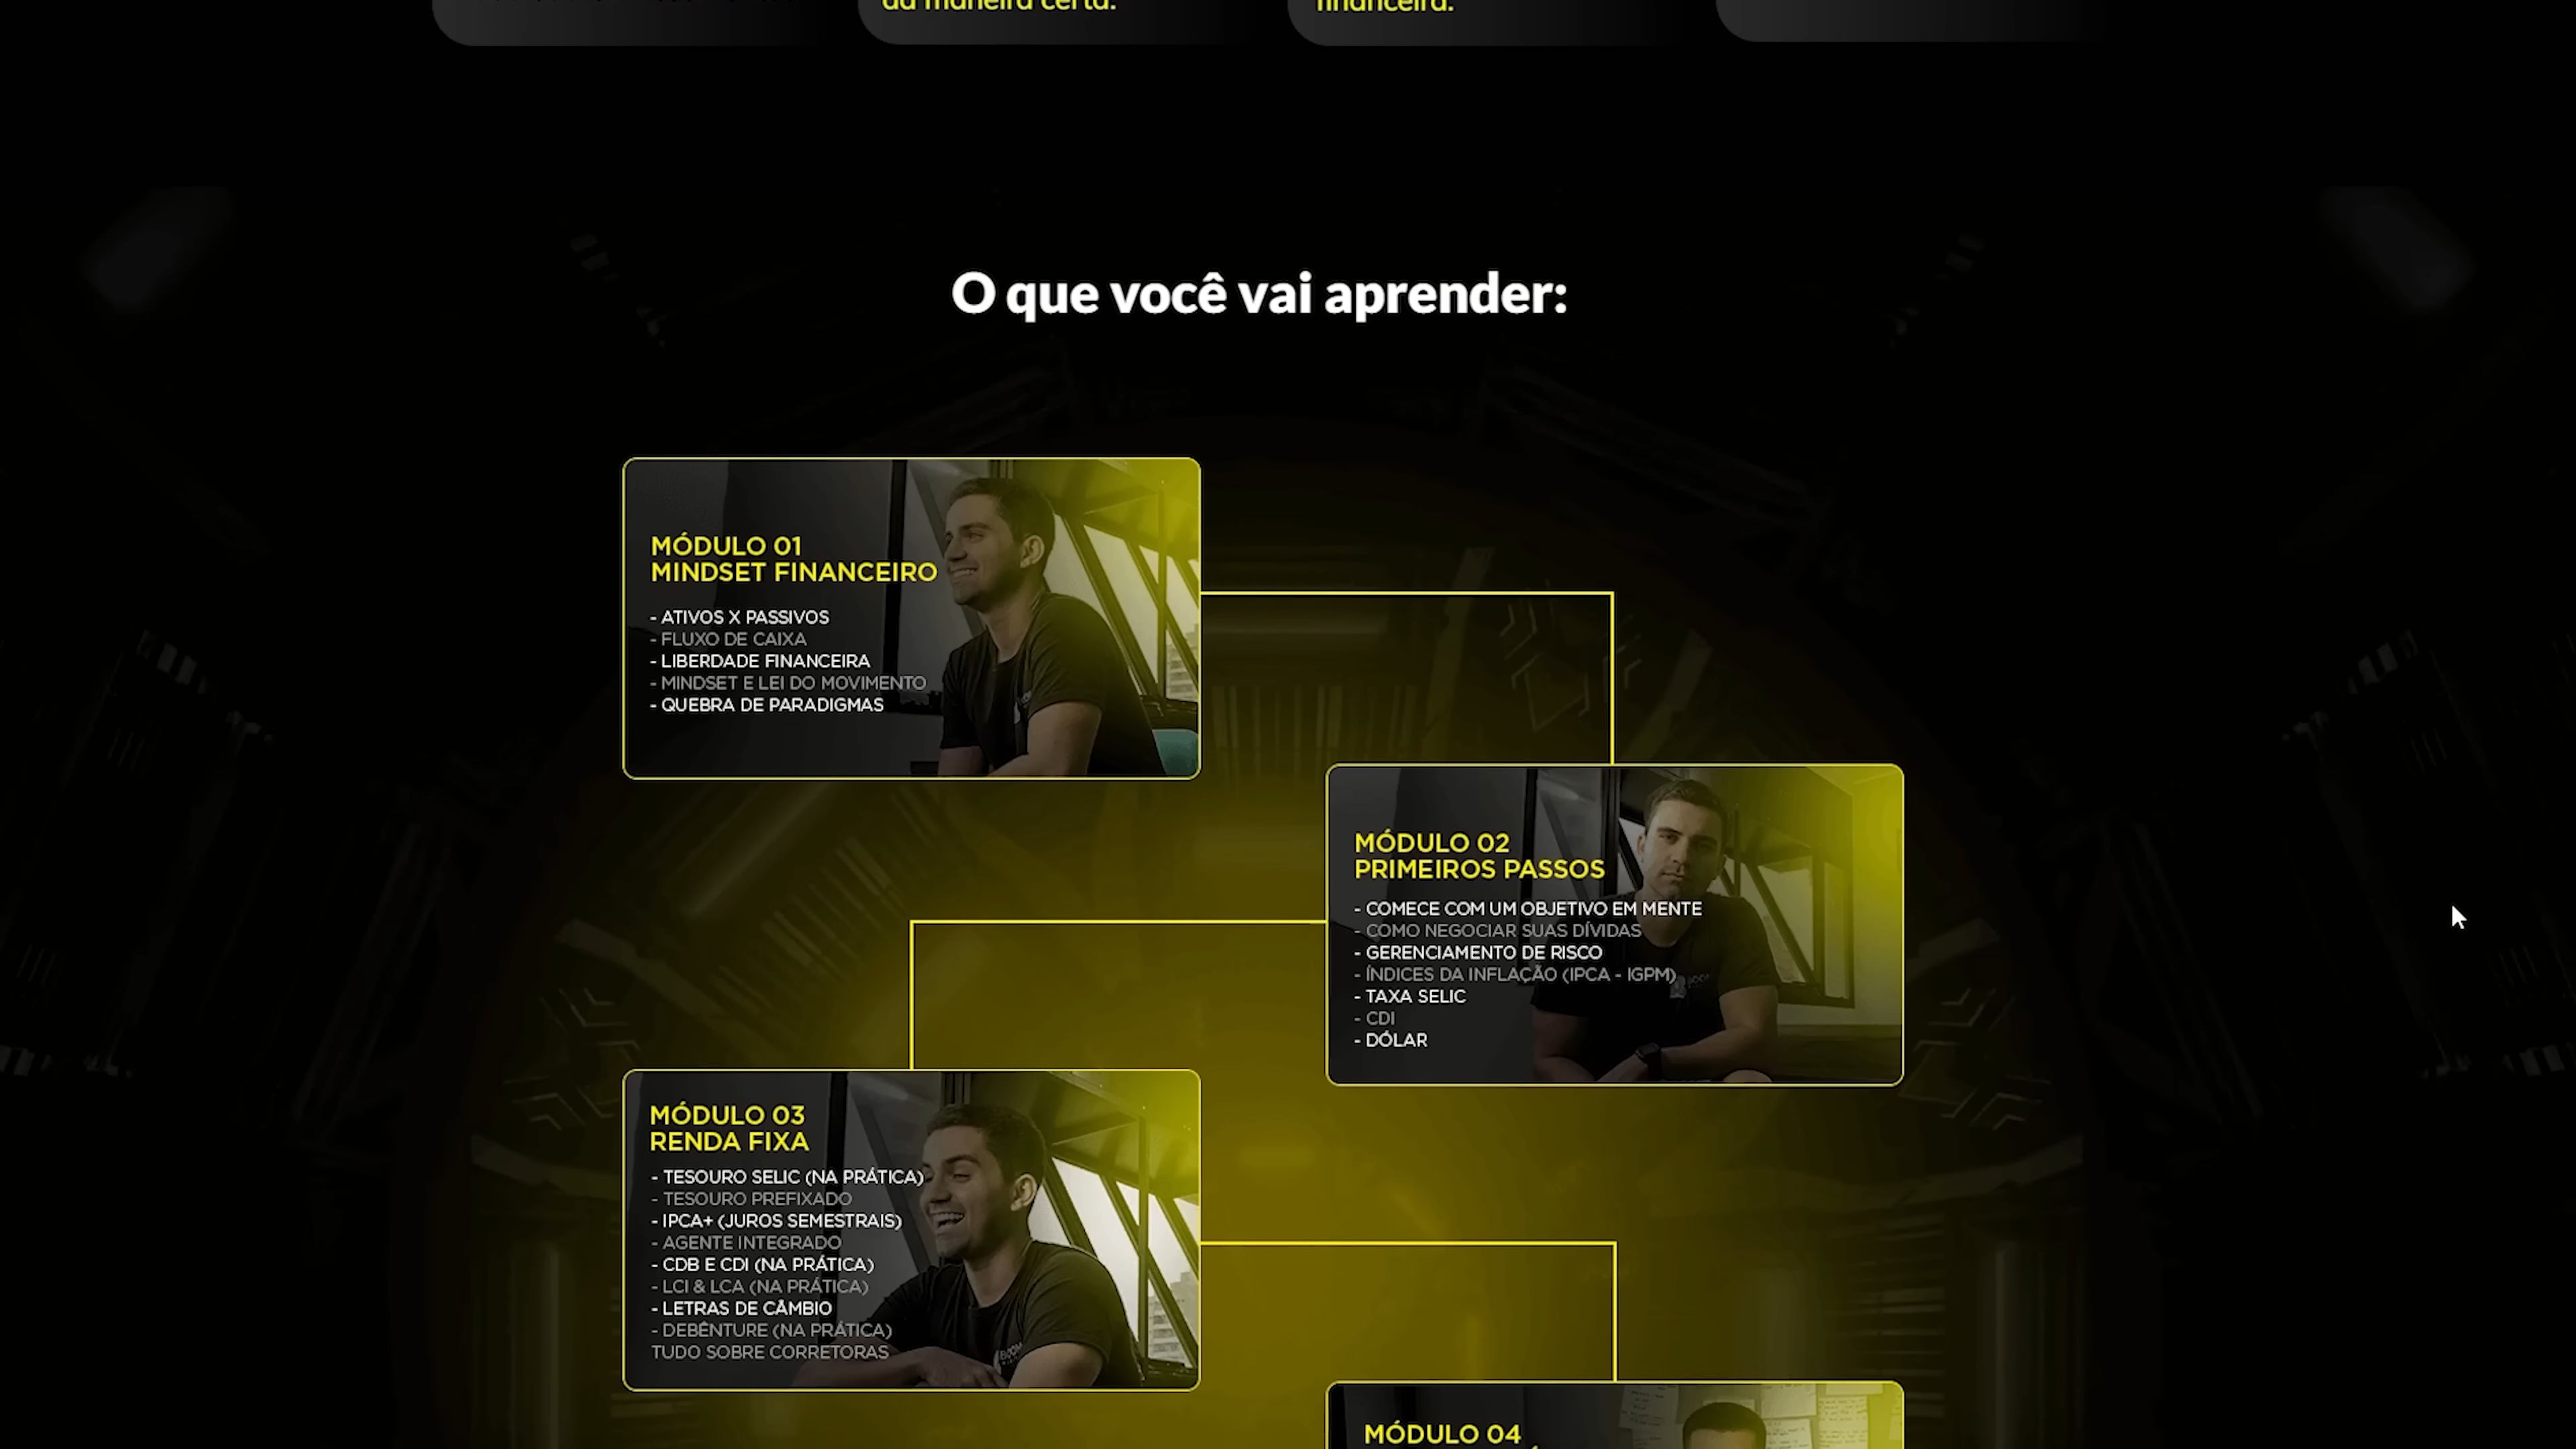 da maneira certa.
financeira.
O que você vai aprender:
MÓDULO 01
MINDSET FINANCEIRO
- ATIVOS X PASSIVOS
- FLUXO DE CAIXA
- LIBERDADE FINANCEIRA
- MINDSET E LEI DO MOVIMENTO
- QUEBRA DE PARADIGMAS
MÓDULO 02
PRIMEIROS PASSOS
- COMECE COM UM OBJETIVO EM MENTE
- COMO NEGOCIAR SUAS DÍVIDAS
- GERENCIAMENTO DE RISCO
- ÍNDICES DA INFLAÇÃO (IPCA - IGPM)
- TAXA SELIC
- CDI
- DÓLAR
MÓDULO 03
RENDA FIXA
- TESOURO SELIC (NA PRÁTICA)
- TESOURO PREFIXADO
- IPCA+ (JUROS SEMESTRAIS)
- AGENTE INTEGRADO
- CDB E CDI (NA PRÁTICA)
- LCI & LCA (NA PRÁTICA)
- LETRAS DE CÂMBIO
- DEBÊNTURE (NA PRÁTICA)
TUDO SOBRE CORRETORAS
MÓDULO 04